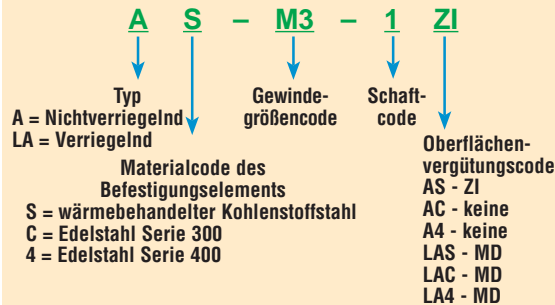 A S – M3 – 1 ZI
Typ
A = Nichtverriegelnd
LA = Verriegelnd
Materialcode des
Befestigungselements
S = wärmebehandelter Kohlenstoffstahl
C = Edelstahl Serie 300
4 = Edelstahl Serie 400
Gewinde-
größencode
Schaft-
code
Oberflächen-
vergütungscode
AS - ZI
AC - keine
A4 - keine
LAS - MD
LAC - MD
LA4 - MD